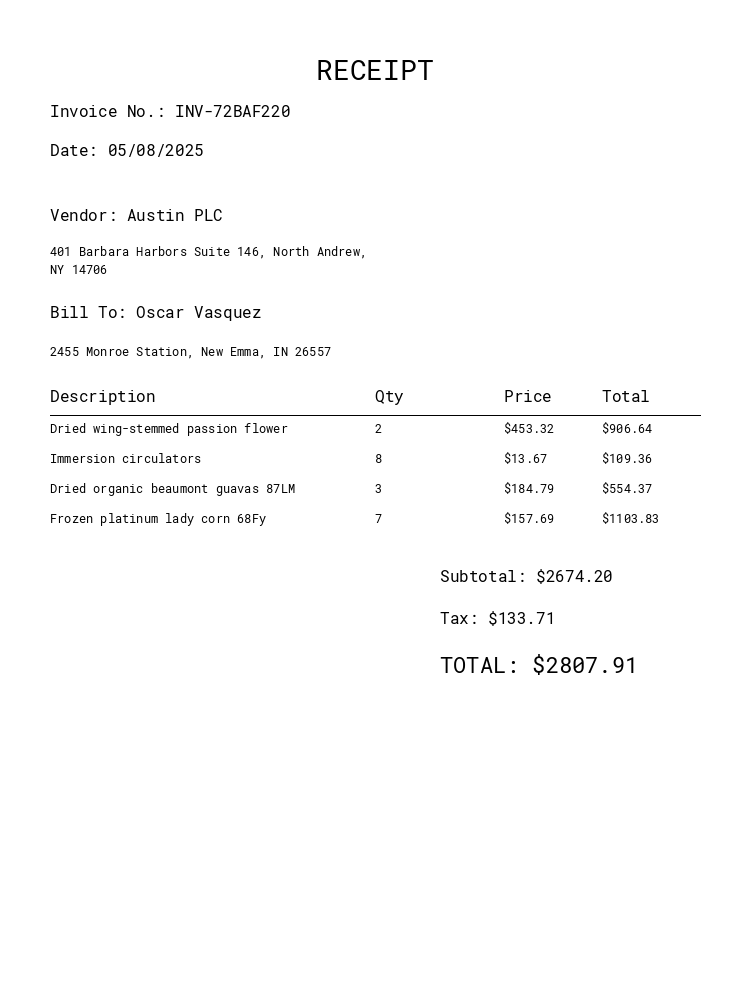 RECEIPT
Invoice No.: INV-72BAF220
Date: 05/08/2025
Vendor: Austin PLC
401 Barbara Harbors Suite 146, North Andrew,
NY 14706
Bill To: Oscar Vasquez
2455 Monroe Station, New Emma, IN 26557
Description Qty Price Total
Dried wing-stemmed passion flower 2 $453.32 $906.64
Immersion circulators 8 $13.67 $109.36
Dried organic beaumont guavas 87LM 3 $184.79 $554.37
Frozen platinum lady corn 68Fy 7 $157.69 $1103.83
Subtotal: $2674.20
Tax: $133.71
TOTAL: $2807.91